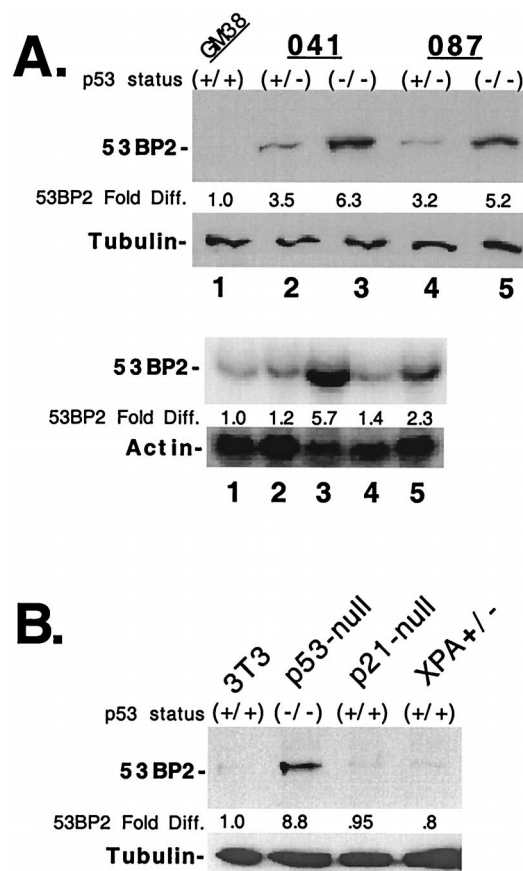 A.
GM38 041 087
p53 status (+/+) (+/-) (-/-) (+/-) (-/-)
53BP2-
53BP2 Fold Diff. 1.0 3.5 6.3 3.2 5.2
Tubulin-
1 2 3 4 5
53BP2-
53BP2 Fold Diff. 1.0 1.2 5.7 1.4 2.3
Actin-
1 2 3 4 5
B.
3T3 p53-null p21-null XPA+/-
p53 status (+/+) (-/-) (+/+) (+/+)
53BP2-
53BP2 Fold Diff. 1.0 8.8 .95 .8
Tubulin-